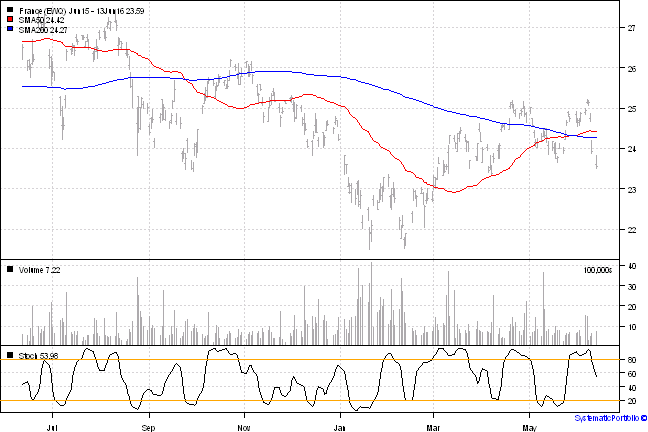 France (EWQ) Jun15 - 13Jun16 23.59
SMA50 24.42
SMA200 24.27
27
26
25
24
23
22
Volume 7.22
100,000s
40
30
20
10
Stoch 53.98
80
60
40
20
Jul
Sep
Nov
Jan
Mar
May
SystematicPortfolio ©